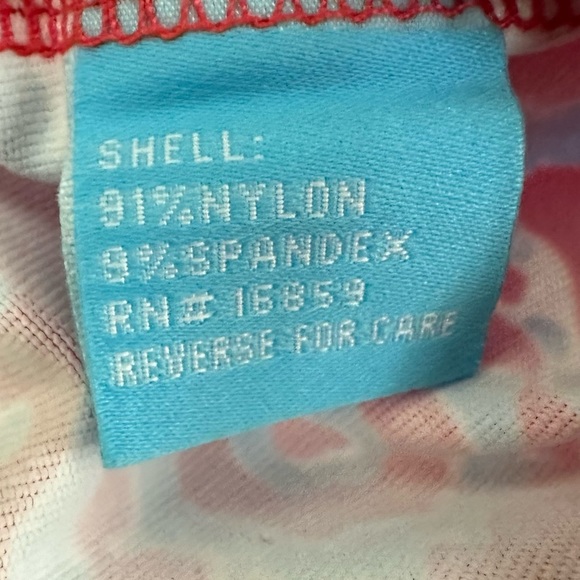 SHELL:
91%NYLON
9%SPANDEX
RN# 16859
REVERSE FOR CARE